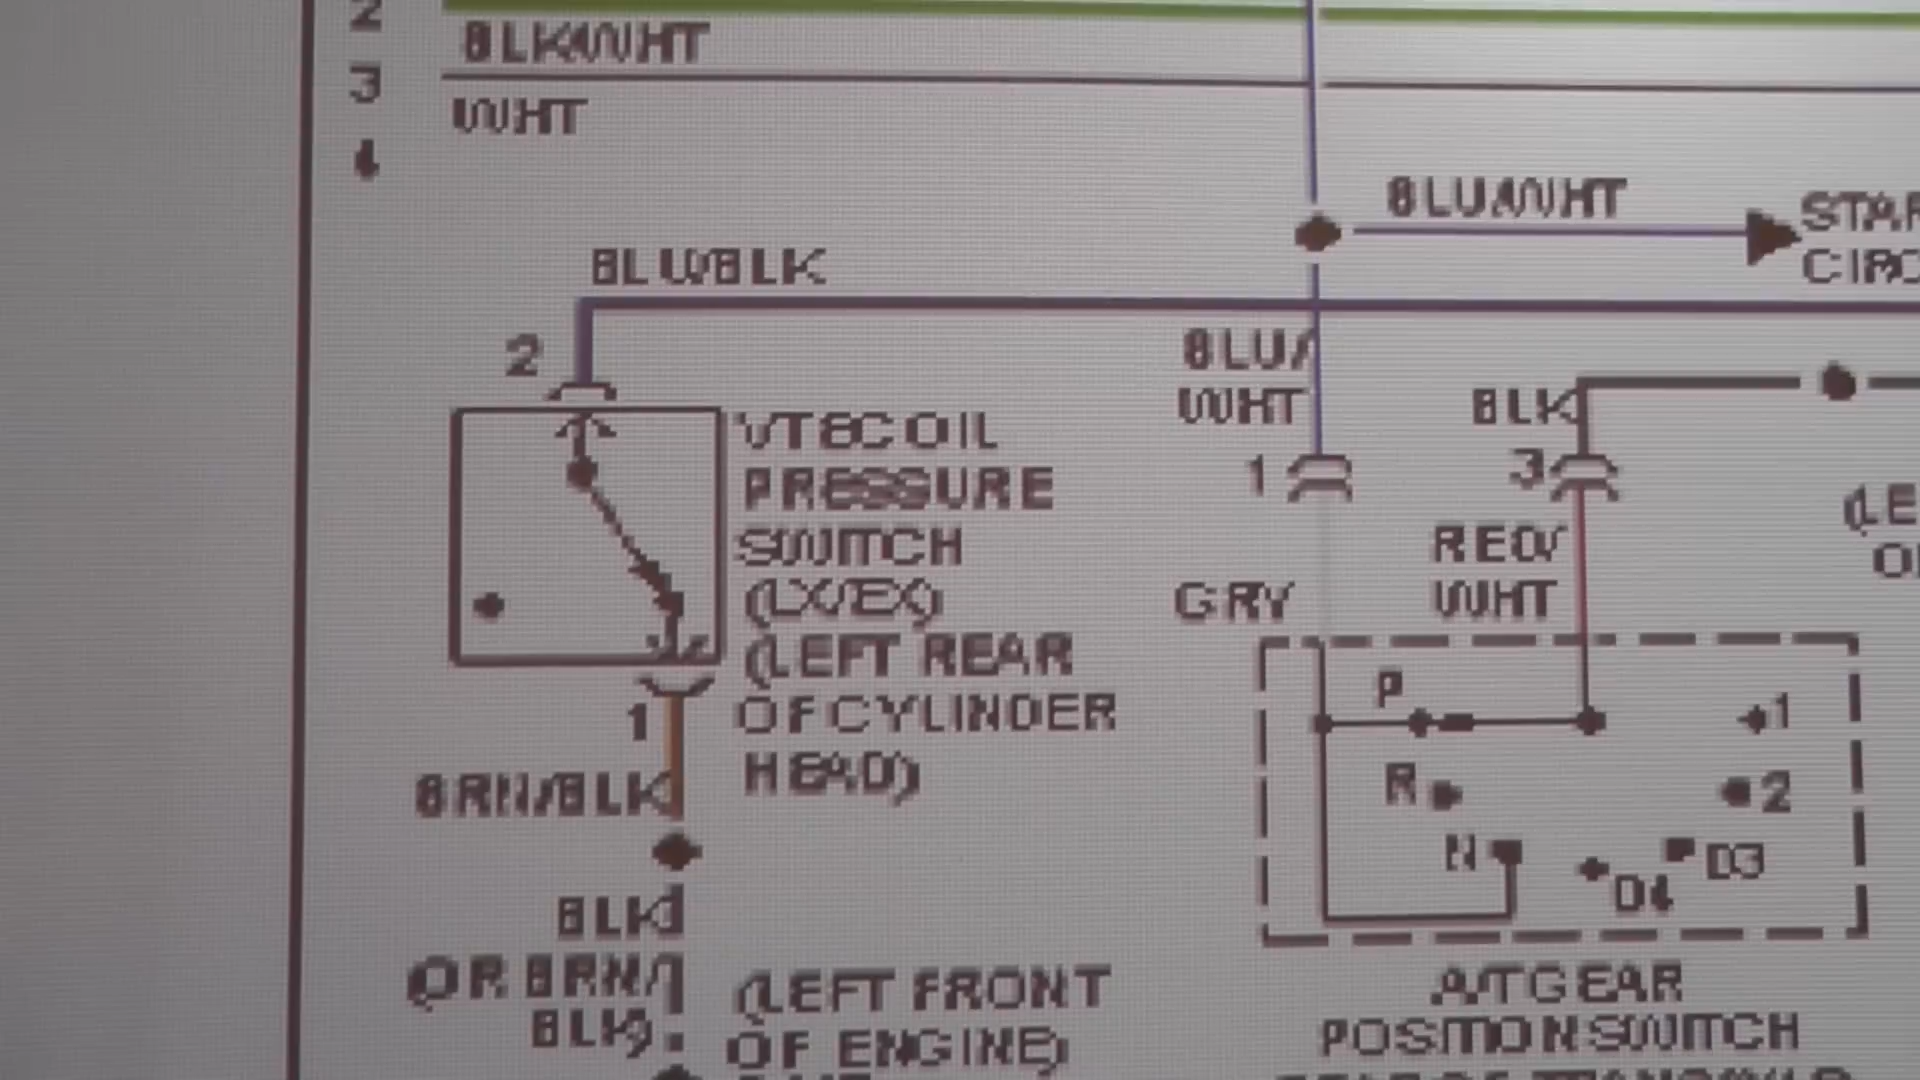 2
BLK/WHT
3
WHT
4
BLU/WHT
BLU/BLK
2
VTEC OIL
PRESSURE
SWITCH
(LX/EX)
(LEFT REAR
OF CYLINDER
HEAD)
1
BRN/BLK
BLK
(OR BRN/
BLK)
(LEFT FRONT
OF ENGINE)
BLU/
WHT
1
GRY
BLK
3
RED/
WHT
P
R
N
D4
D3
2
1
A/T GEAR
POSITION SWITCH